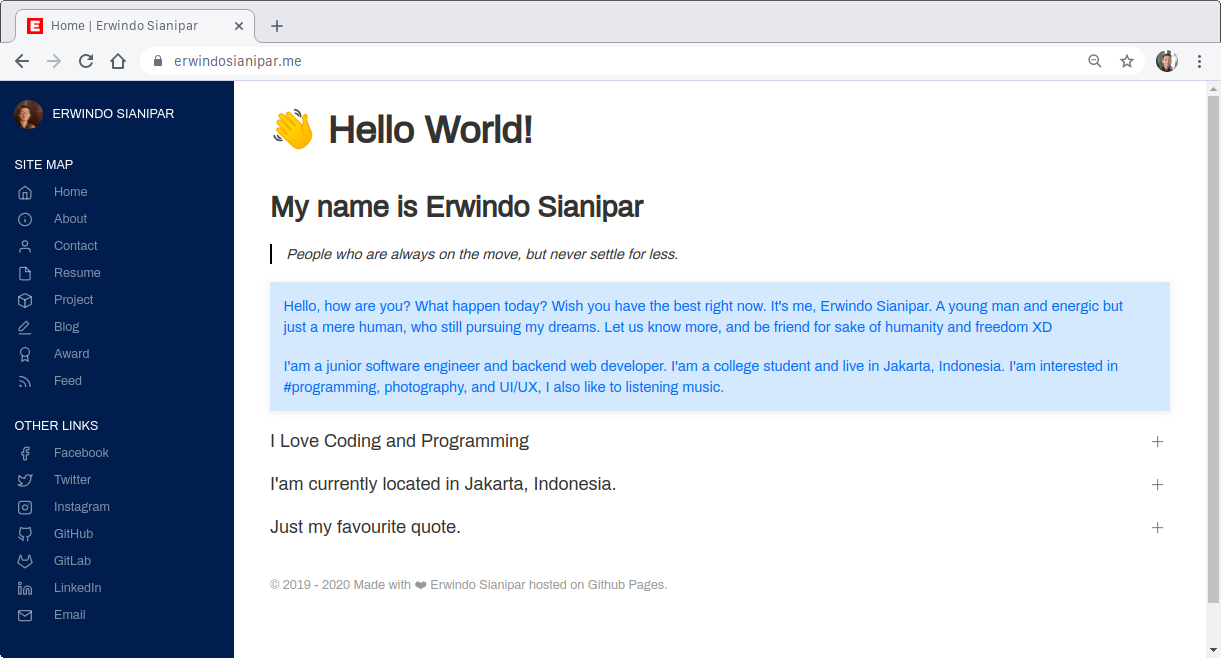 E Home | Erwindo Sianipar
erwindosianipar.me
ERWINDO SIANIPAR
SITE MAP
Home
About
Contact
Resume
Project
Blog
Award
Feed
OTHER LINKS
Facebook
Twitter
Instagram
GitHub
GitLab
LinkedIn
Email
👋 Hello World!
My name is Erwindo Sianipar
People who are always on the move, but never settle for less.
Hello, how are you? What happen today? Wish you have the best right now. It's me, Erwindo Sianipar. A young man and energic but
just a mere human, who still pursuing my dreams. Let us know more, and be friend for sake of humanity and freedom XD
I'am a junior software engineer and backend web developer. I'am a college student and live in Jakarta, Indonesia. I'am interested in
#programming, photography, and UI/UX, I also like to listening music.
I Love Coding and Programming
I'am currently located in Jakarta, Indonesia.
Just my favourite quote.
© 2019 - 2020 Made with ❤ Erwindo Sianipar hosted on Github Pages.